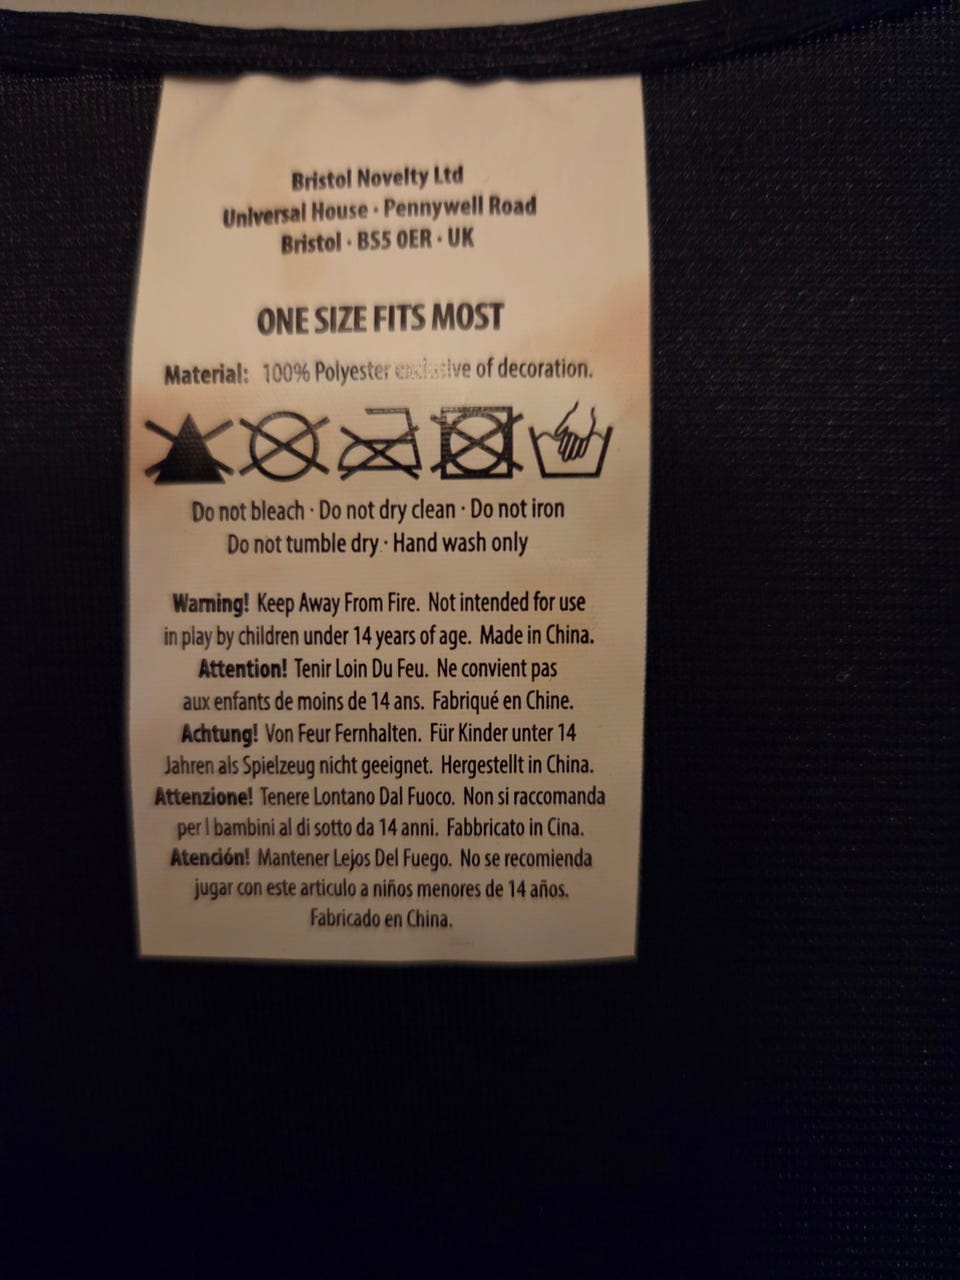 Bristol Novelty Ltd
Universal House · Pennywell Road
Bristol · BS5 0ER · UK
ONE SIZE FITS MOST
Material: 100% Polyester exclusive of decoration.
Do not bleach · Do not dry clean · Do not iron
Do not tumble dry · Hand wash only
Warning! Keep Away From Fire. Not intended for use
in play by children under 14 years of age. Made in China.
Attention! Tenir Loin Du Feu. Ne convient pas
aux enfants de moins de 14 ans. Fabriqué en Chine.
Achtung! Von Feur Fernhalten. Für Kinder unter 14
Jahren als Spielzeug nicht geeignet. Hergestellt in China.
Attenzione! Tenere Lontano Dal Fuoco. Non si raccomanda
per I bambini al di sotto da 14 anni. Fabbricato in Cina.
Atención! Mantener Lejos Del Fuego. No se recomienda
jugar con este articulo a niños menores de 14 años.
Fabricado en China.